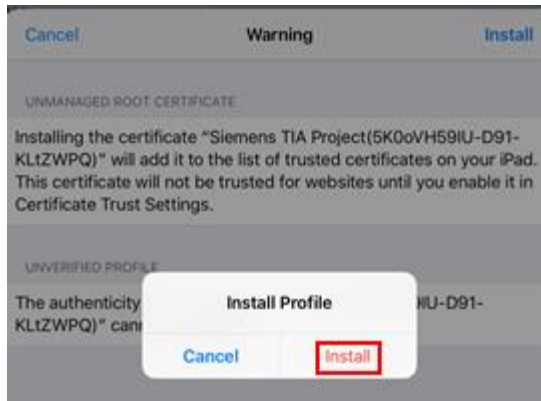 Cancel Warning Install
UNMANAGED ROOT CERTIFICATE
Installing the certificate “Siemens TIA Project(5K0oVH59IU-D91-
KLtZWPQ)” will add it to the list of trusted certificates on your iPad.
This certificate will not be trusted for websites until you enable it in
Certificate Trust Settings.
UNVERIFIED PROFILE
The authenticity IU-D91-
KLtZWPQ)”
Install Profile
Cancel Install